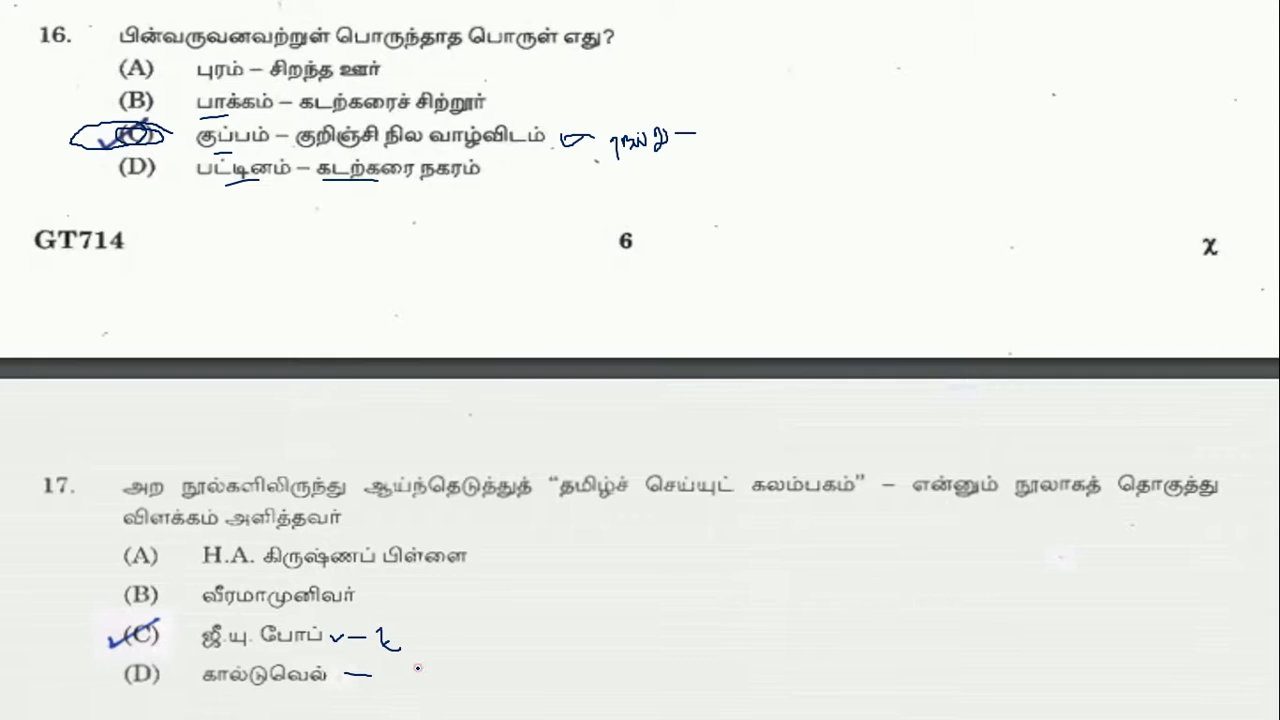 16. பின்வருவனவற்றுள் பொருந்தாத பொருள் எது?
(A) புரம் – சிறந்த ஊர்
(B) பாக்கம் – கடற்கரைச் சிற்றூர்
(C) குப்பம் – குறிஞ்சி நில வாழ்விடம்
(D) பட்டினம் – கடற்கரை நகரம்
GT714 6 χ
17. அற நூல்களிலிருந்து ஆய்ந்தெடுத்துத் “தமிழ்ச் செய்யுட் கலம்பகம்” – என்னும் நூலாகத் தொகுத்து
விளக்கம் அளித்தவர்
(A) H.A. கிருஷ்ணப் பிள்ளை
(B) வீரமாமுனிவர்
(C) ஜீ.யு. போப்
(D) கால்டுவெல்